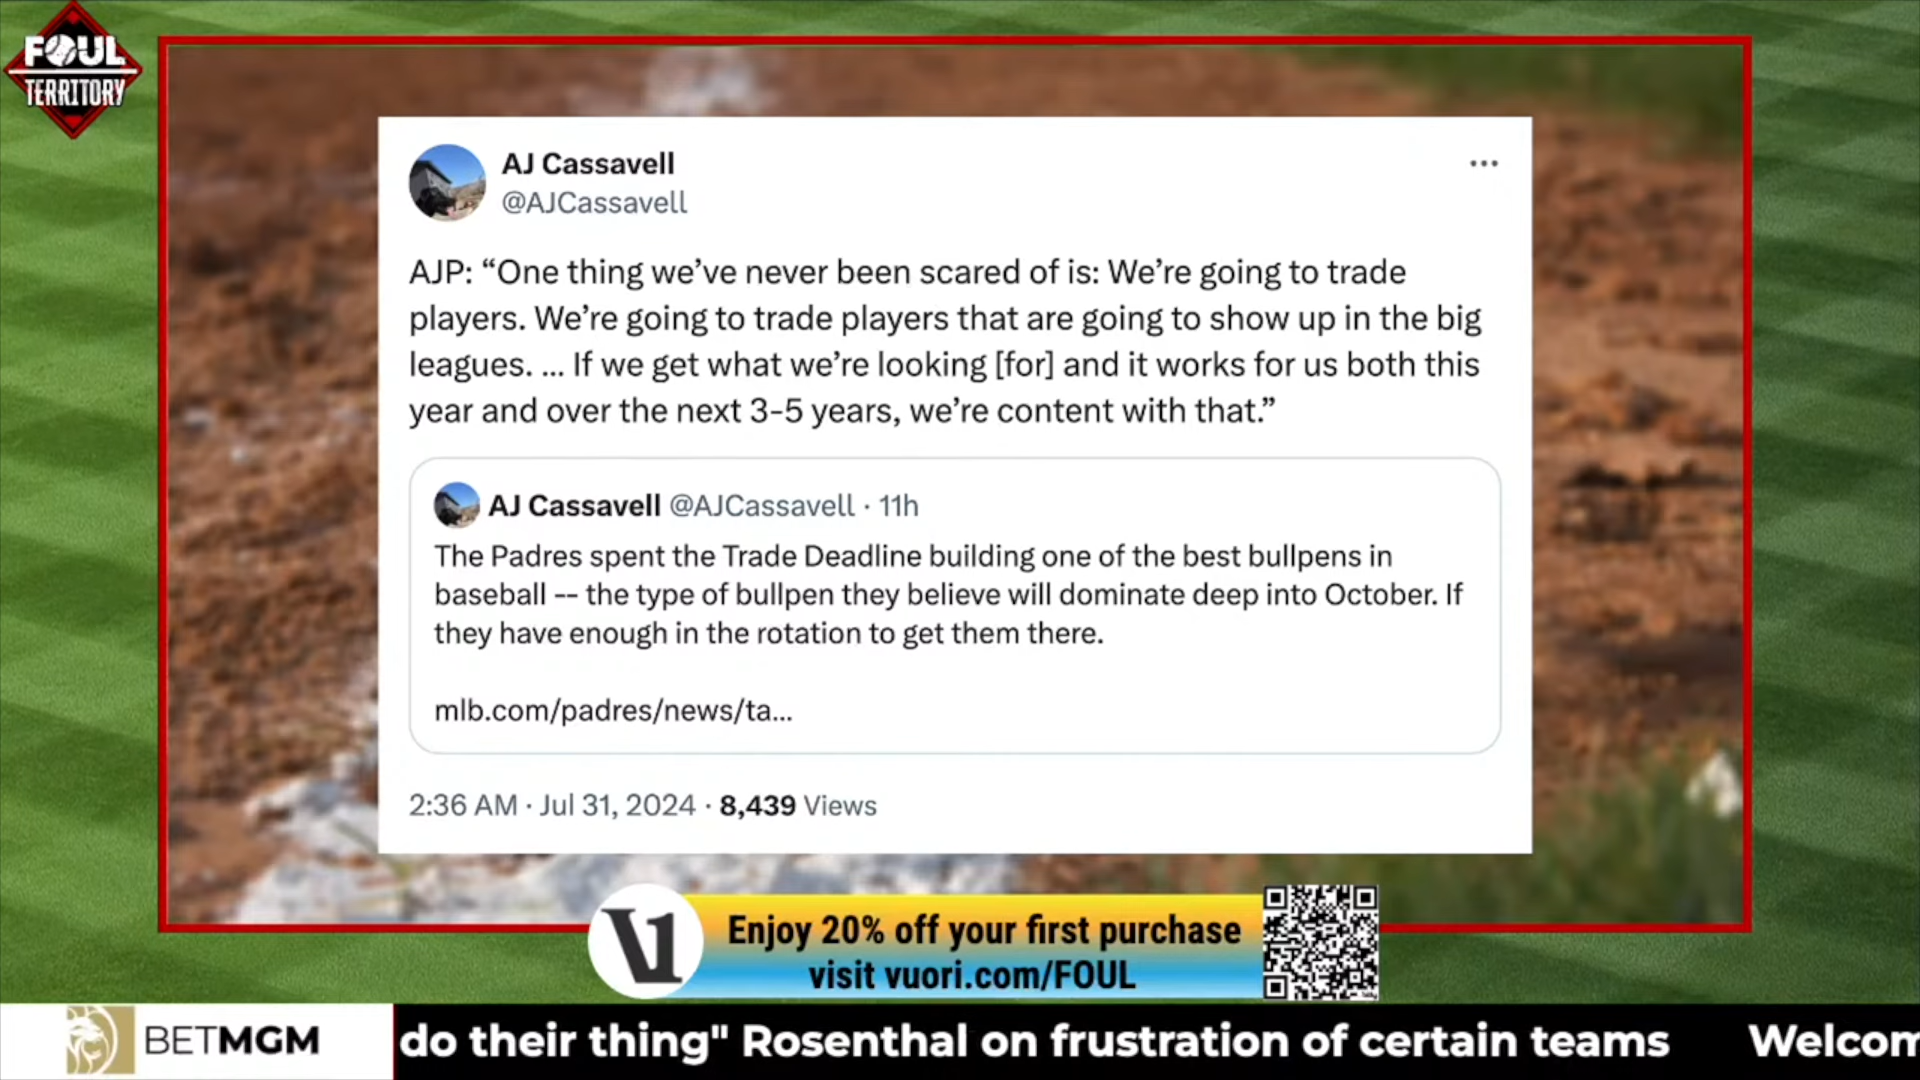 FOUL
TERRITORY
AJ Cassavell
@AJCassavell
AJP: “One thing we’ve never been scared of is: We’re going to trade
players. We’re going to trade players that are going to show up in the big
leagues. ... If we get what we’re looking [for] and it works for us both this
year and over the next 3-5 years, we’re content with that.”
AJ Cassavell @AJCassavell · 11h
The Padres spent the Trade Deadline building one of the best bullpens in
baseball -- the type of bullpen they believe will dominate deep into October. If
they have enough in the rotation to get them there.
mlb.com/padres/news/ta...
2:36 AM · Jul 31, 2024 · 8,439 Views
V1
Enjoy 20% off your first purchase
visit vuori.com/FOUL
BETMGM
do their thing" Rosenthal on frustration of certain teams Welcom